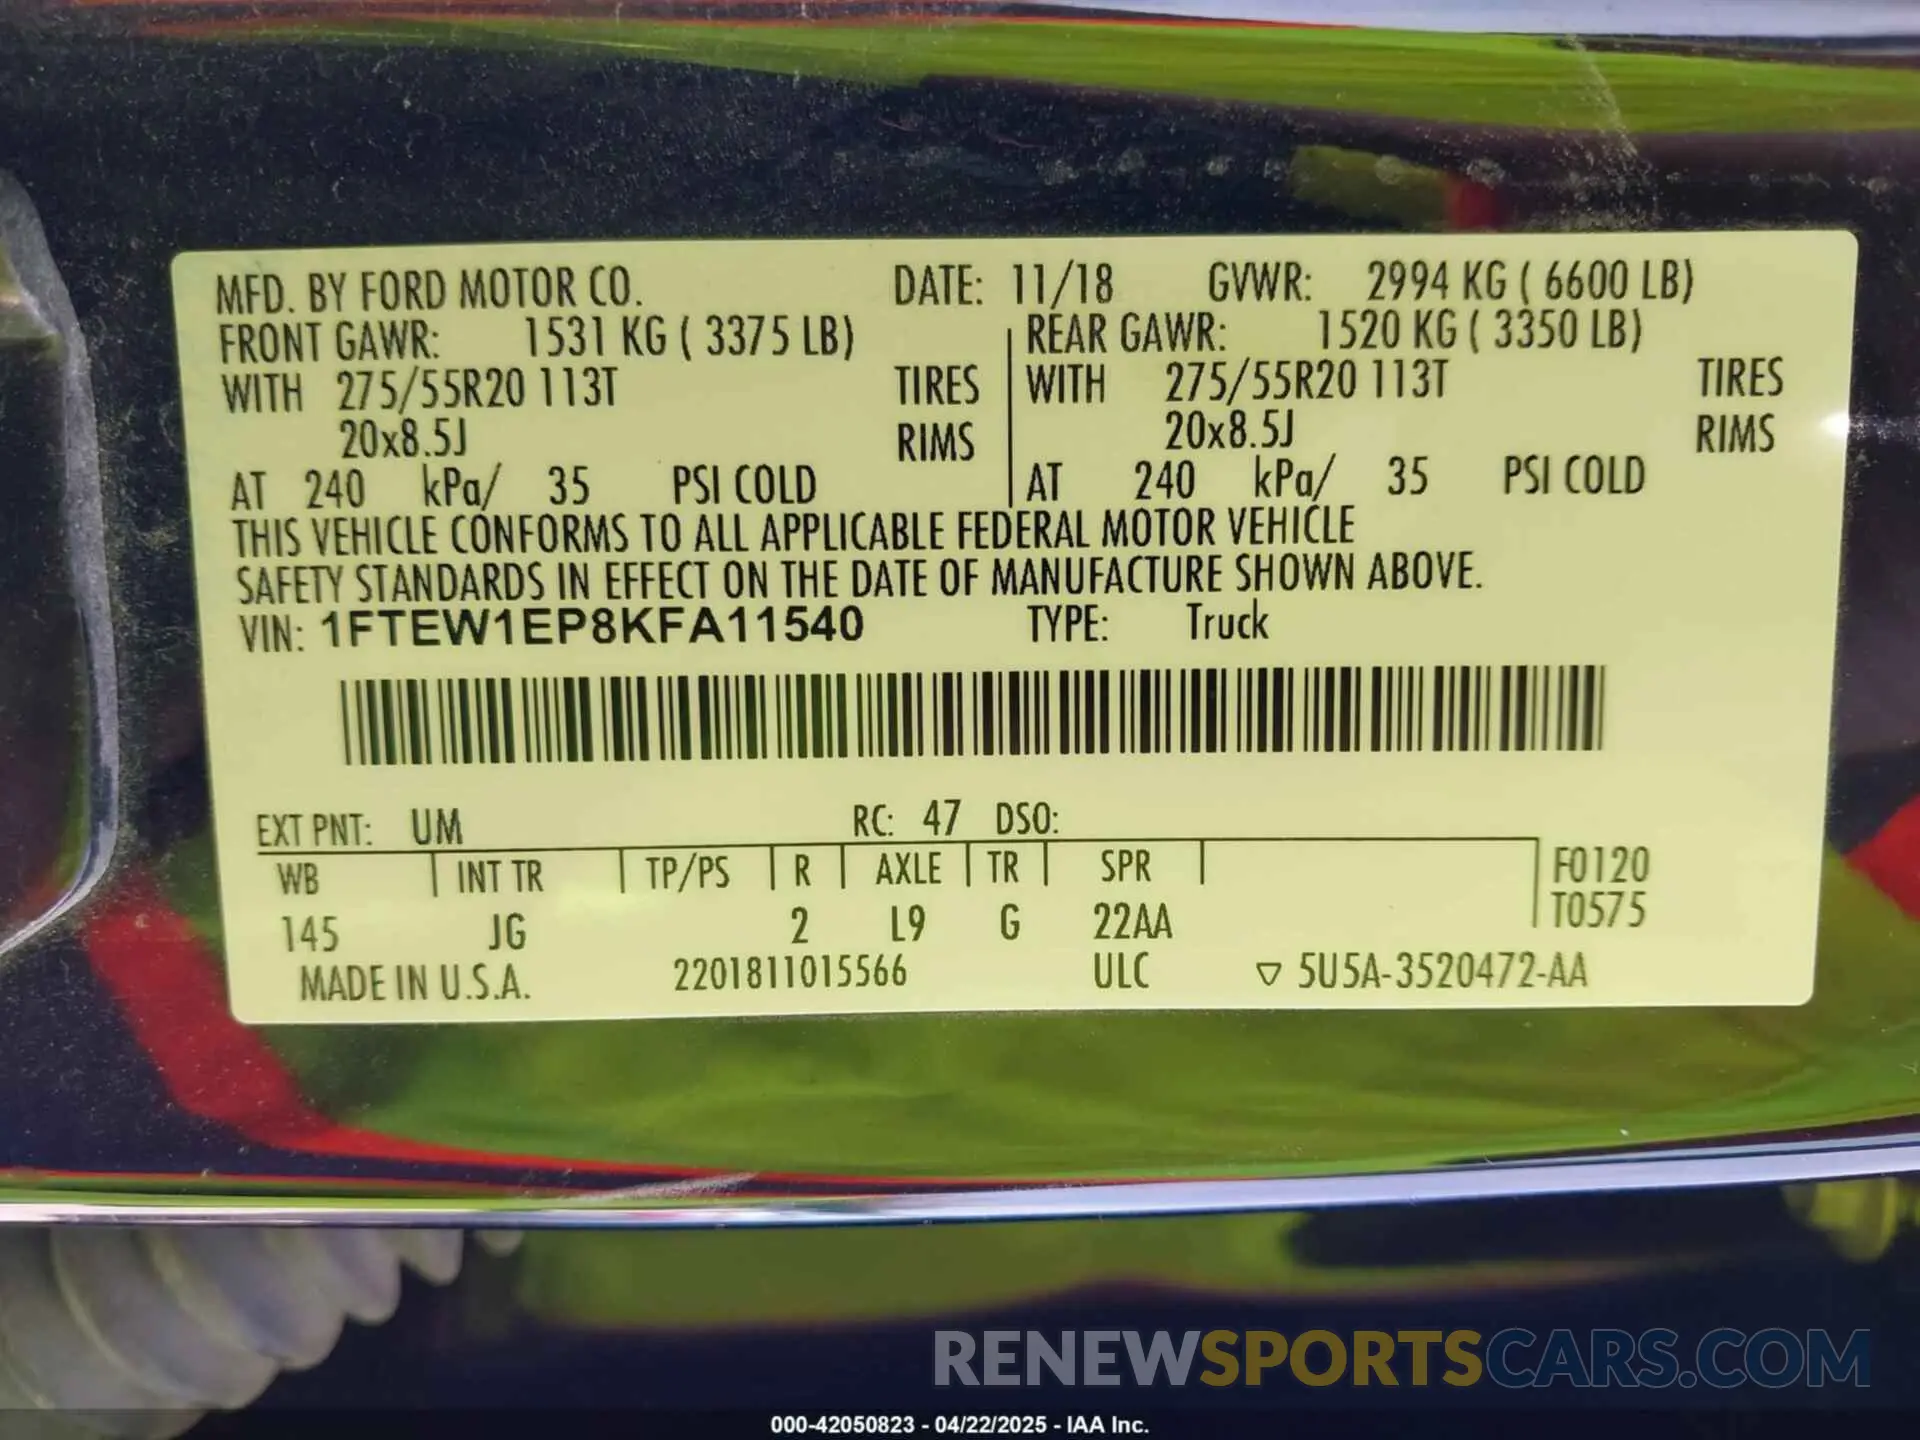 MFD. BY FORD MOTOR CO. DATE: 11/18 GVWR: 2994 KG ( 6600 LB)
FRONT GAWR: 1531 KG ( 3375 LB) REAR GAWR: 1520 KG ( 3350 LB)
WITH 275/55R20 113T TIRES WITH 275/55R20 113T TIRES
20x8.5J RIMS 20x8.5J RIMS
AT 240 kPa/ 35 PSI COLD AT 240 kPa/ 35 PSI COLD
THIS VEHICLE CONFORMS TO ALL APPLICABLE FEDERAL MOTOR VEHICLE
SAFETY STANDARDS IN EFFECT ON THE DATE OF MANUFACTURE SHOWN ABOVE.
VIN: 1FTEW1EP8KFA11540 TYPE: Truck
EXT PNT: UM RC: 47 DSO:
WB INT TR TP/PS R AXLE TR SPR F0120
145 JG 2 L9 G 22AA T0575
MADE IN U.S.A. 2201811015566 ULC ▽ 5U5A-3520472-AA
RENEWSPORTSCARS.COM
000-42050823 - 04/22/2025 - IAA Inc.